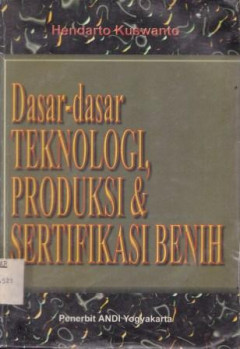 Hendarto Kuswanto
Dasar-dasar
TEKNOLOGI,
PRODUKSI &
SERTIFIKASI BENIH
Penerbit ANDI Yogyakarta